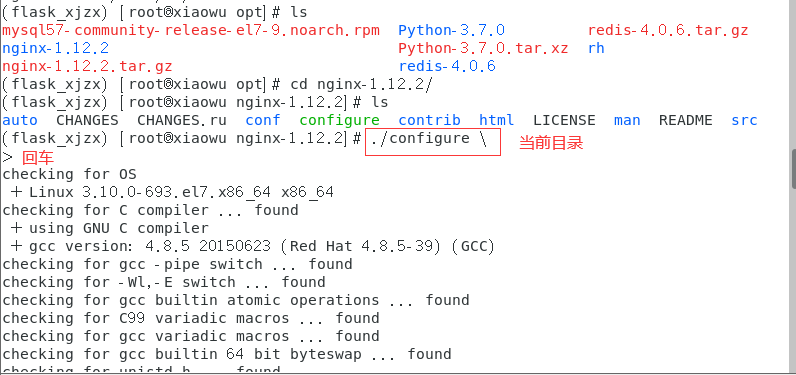 (flask_xjzx) [root@xiaowu opt]# ls
mysql57-community-release-el7-9.noarch.rpm Python-3.7.0 redis-4.0.6.tar.gz
nginx-1.12.2 Python-3.7.0.tar.xz rh
nginx-1.12.2.tar.gz redis-4.0.6
(flask_xjzx) [root@xiaowu opt]# cd nginx-1.12.2/
(flask_xjzx) [root@xiaowu nginx-1.12.2]# ls
auto CHANGES CHANGES.ru conf configure contrib html LICENSE man README src
(flask_xjzx) [root@xiaowu nginx-1.12.2]# ./configure \ 当前目录
> 回车
checking for OS
+ Linux 3.10.0-693.el7.x86_64 x86_64
checking for C compiler ... found
+ using GNU C compiler
+ gcc version: 4.8.5 20150623 (Red Hat 4.8.5-39) (GCC)
checking for gcc -pipe switch ... found
checking for -Wl,-E switch ... found
checking for gcc builtin atomic operations ... found
checking for C99 variadic macros ... found
checking for gcc variadic macros ... found
checking for gcc builtin 64 bit byteswap ... found
checking for unistd.h ... found